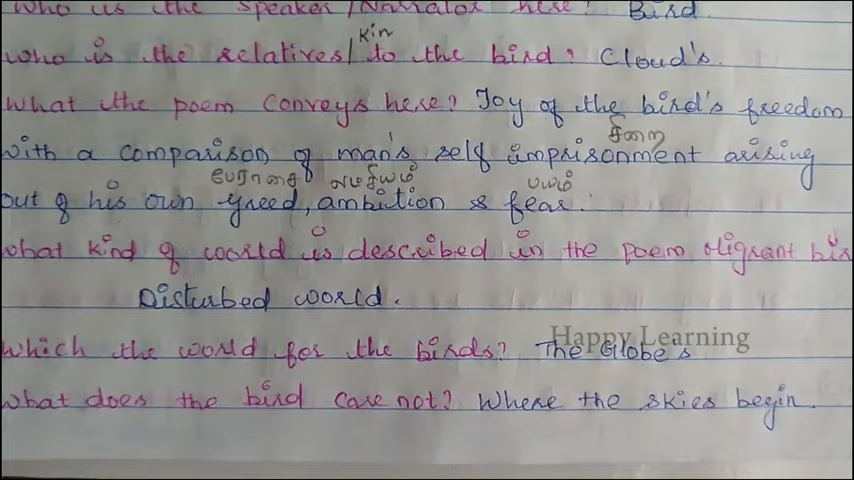 Who is the speaker/Narrator here? Bird
kin
Who is the relatives/ to the bird? Cloud's.
What the poem conveys here? Joy of the bird's freedom
சிறை
with a comparison of man's self imprisonment arising
பேராசை லட்சியம் பயம்
out of his own greed, ambition & fear.
What kind of world is described in the poem Migrant bir
Disturbed world.
Which the world for the birds? The Globe's
Happy Learning
What does the bird care not? Where the skies begin.